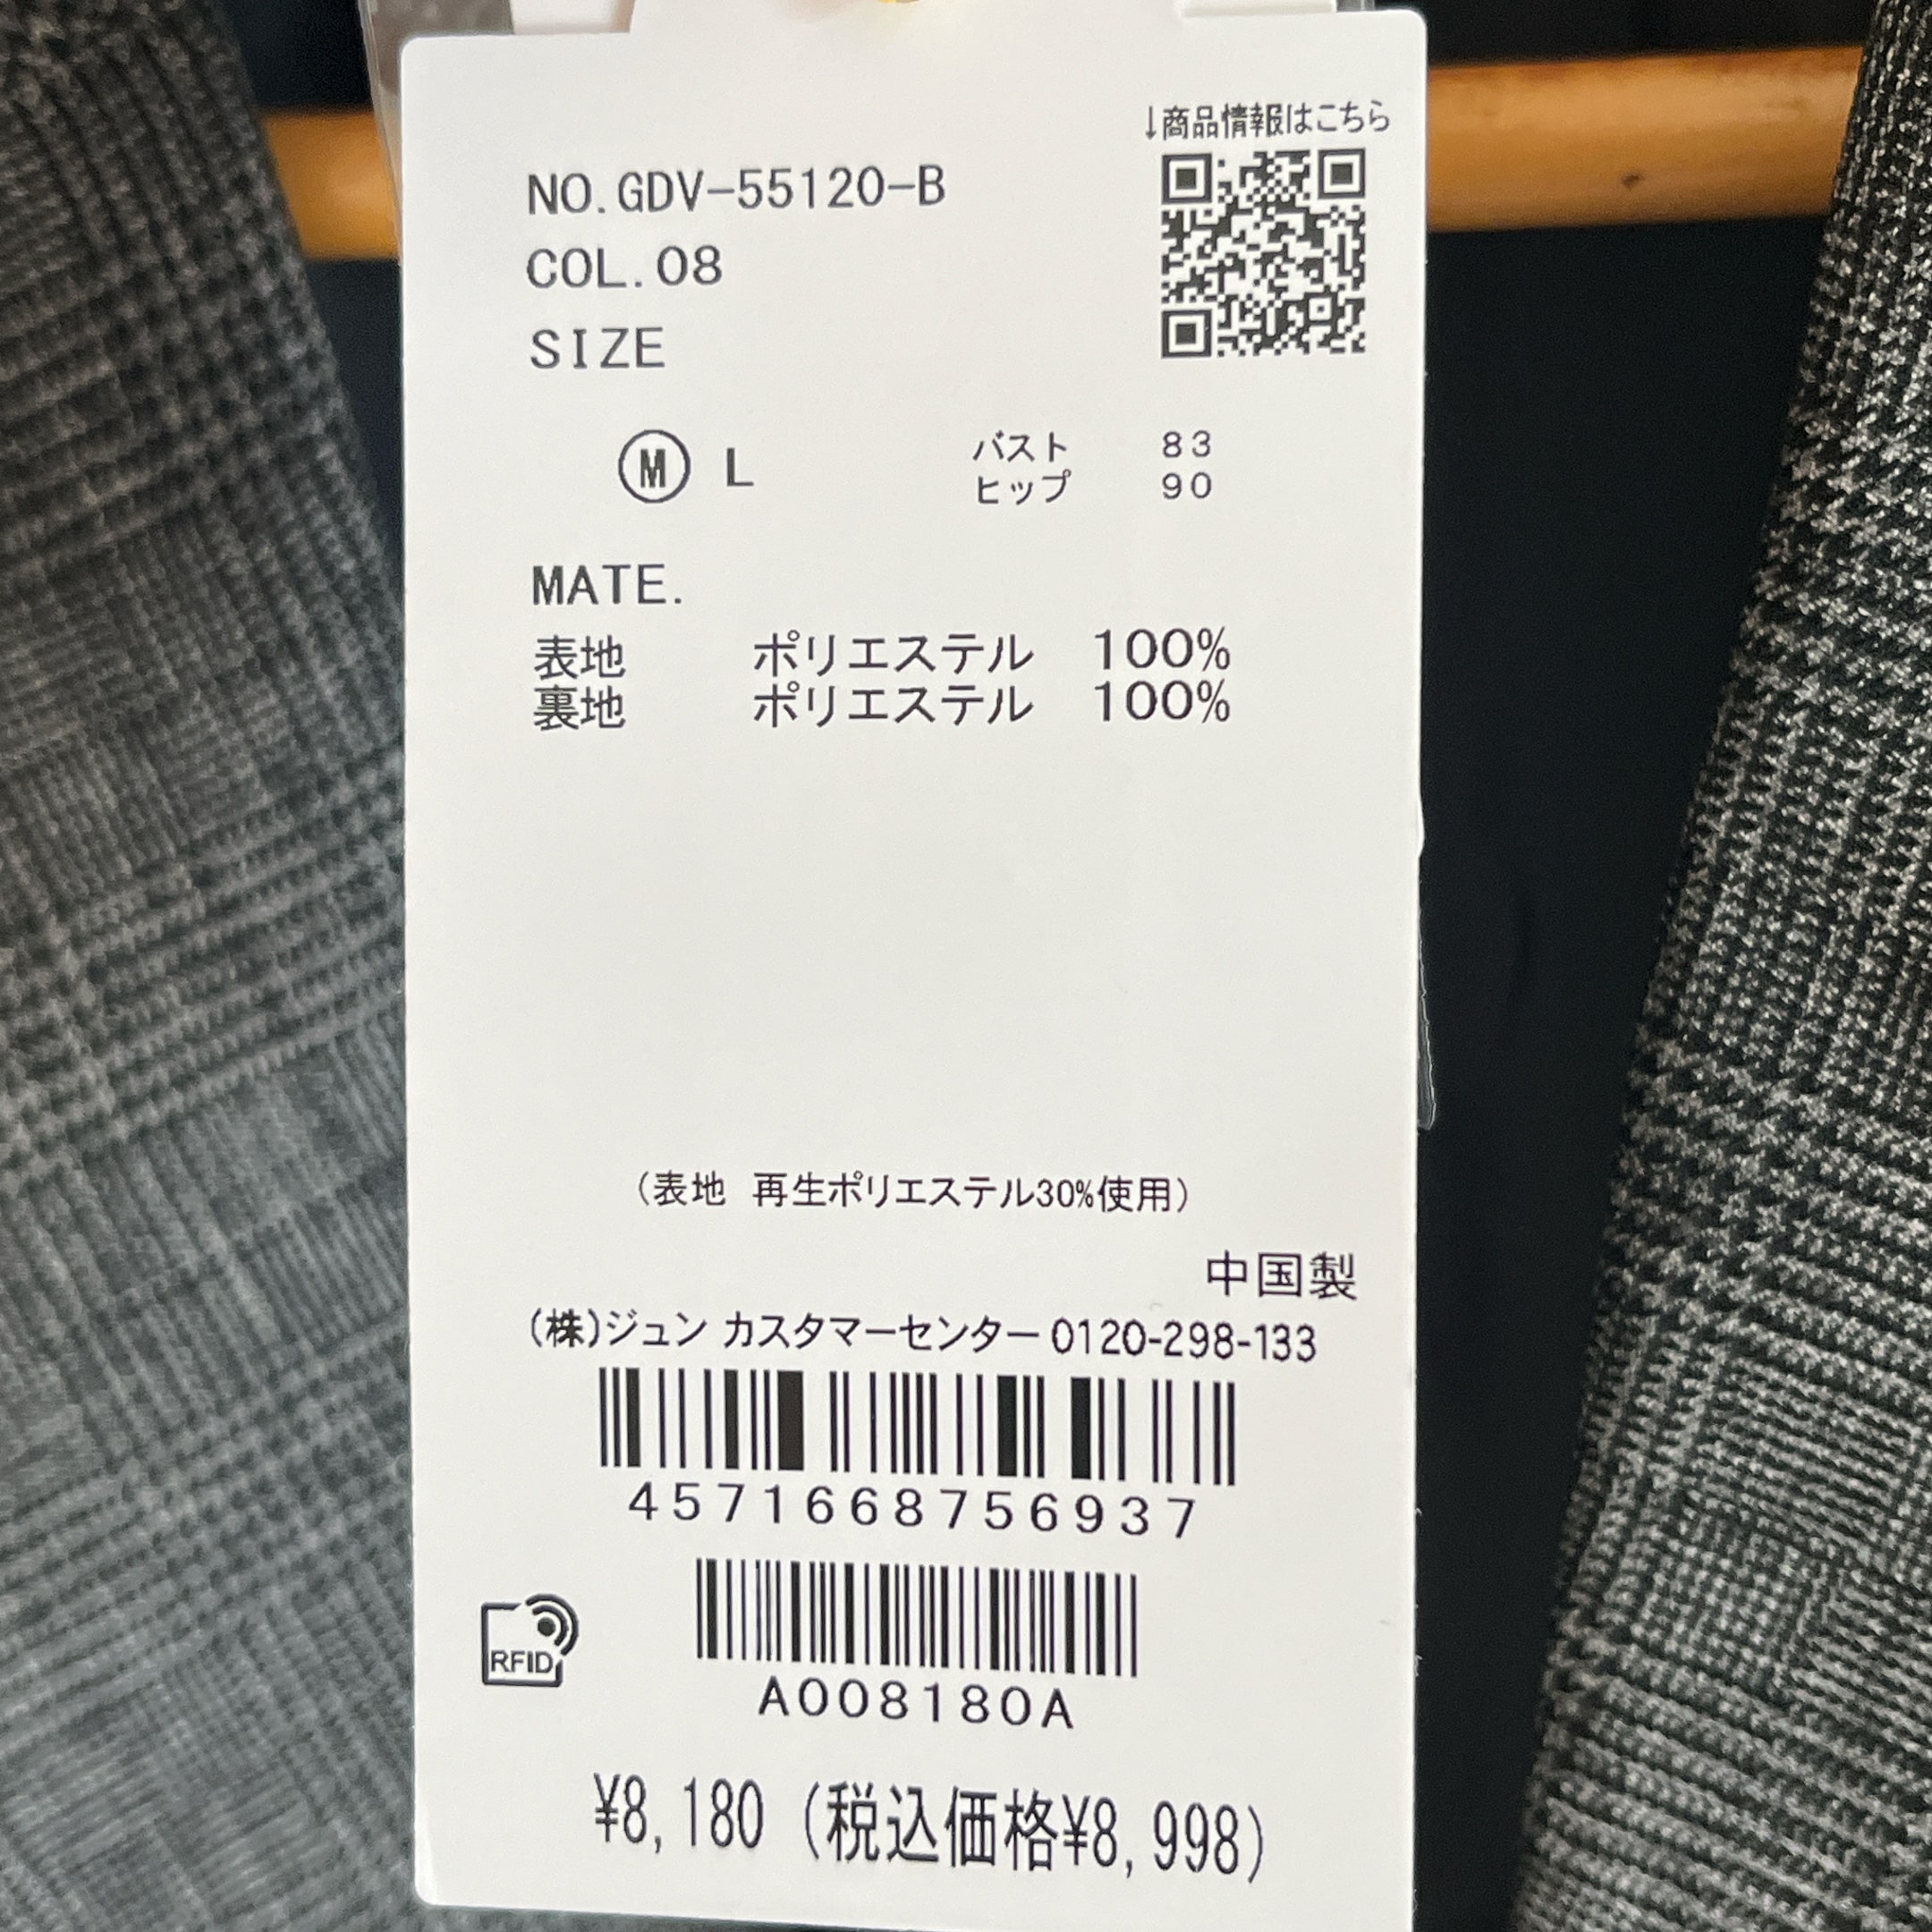 ↓商品情報はこちら
NO.GDV-55120-B
COL.08
SIZE
Ⓜ L
バスト 83
ヒップ 90
MATE.
表地 ポリエステル 100%
裏地 ポリエステル 100%
(表地 再生ポリエステル30%使用)
中国製
(株)ジュン カスタマーセンター 0120-298-133
4571668756937
RFID
A008180A
¥8,180 (税込価格¥8,998)